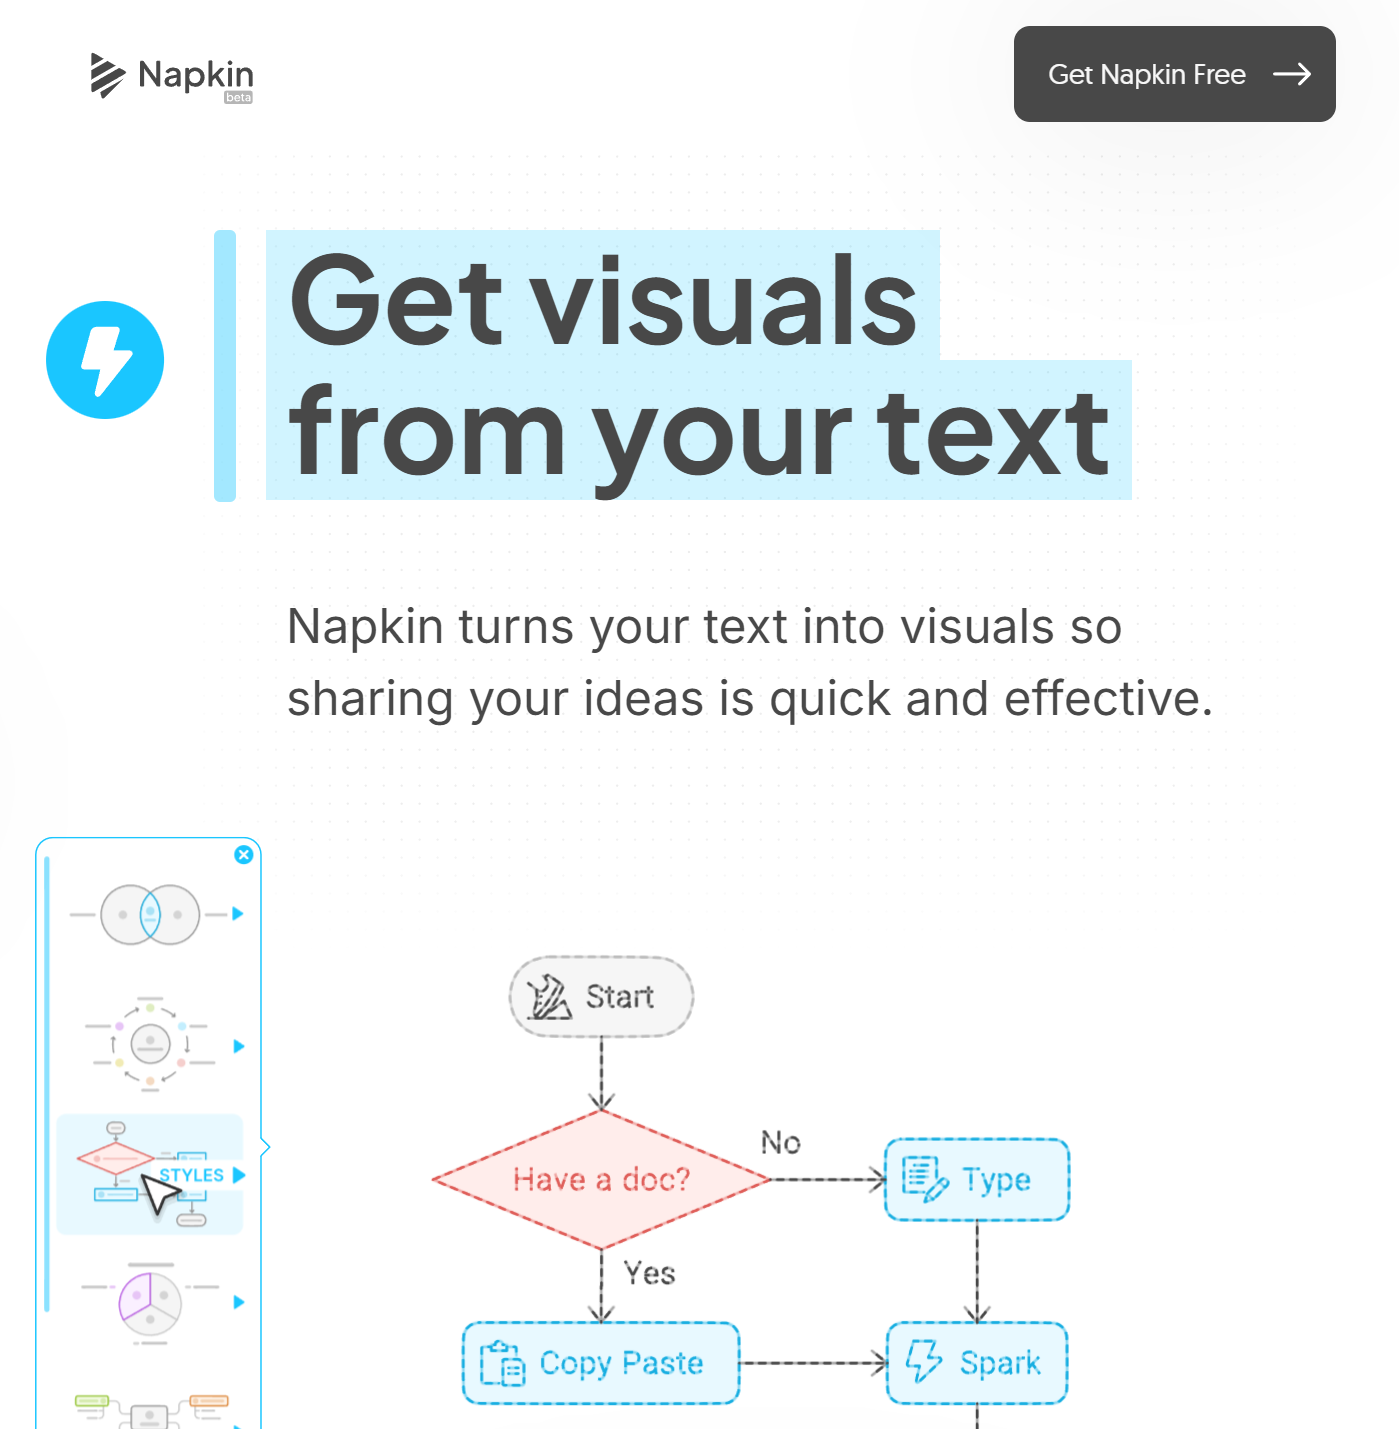 Napkin
beta
Get Napkin Free
Get visuals
from your text
Napkin turns your text into visuals so
sharing your ideas is quick and effective.
Start
Have a doc?
No
Type
STYLES
Yes
Copy Paste
Spark